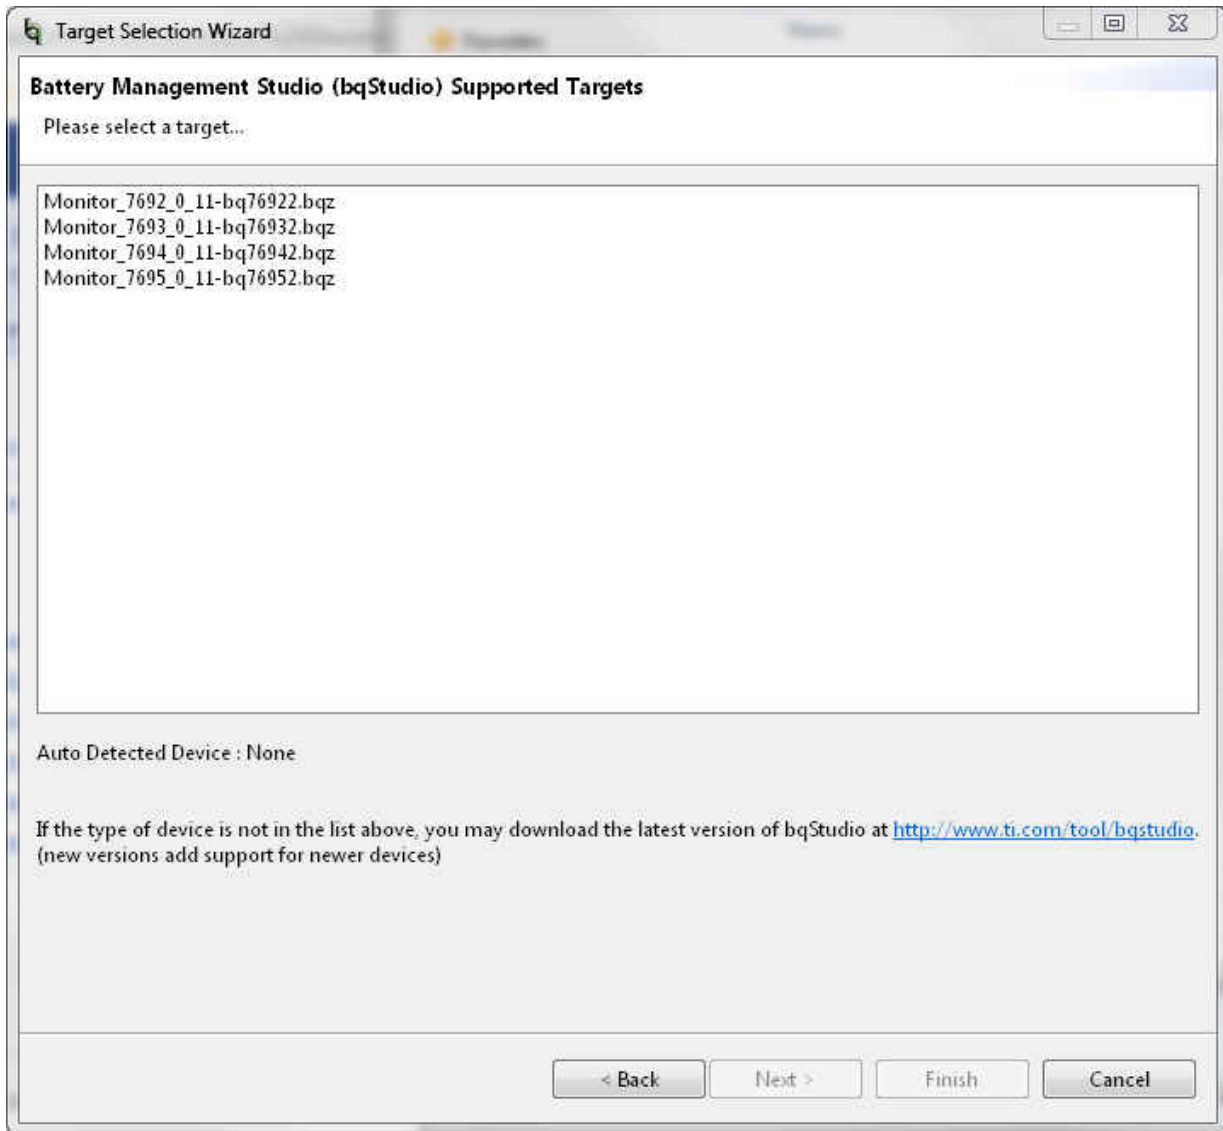 Target Selection Wizard
Battery Management Studio (bqStudio) Supported Targets
Please select a target...
Monitor_7692_0_11-bq76922.bqz
Monitor_7693_0_11-bq76932.bqz
Monitor_7694_0_11-bq76942.bqz
Monitor_7695_0_11-bq76952.bqz
Auto Detected Device : None
If the type of device is not in the list above, you may download the latest version of bqStudio at http://www.ti.com/tool/bqstudio.
(new versions add support for newer devices)
< Back Next > Finish Cancel